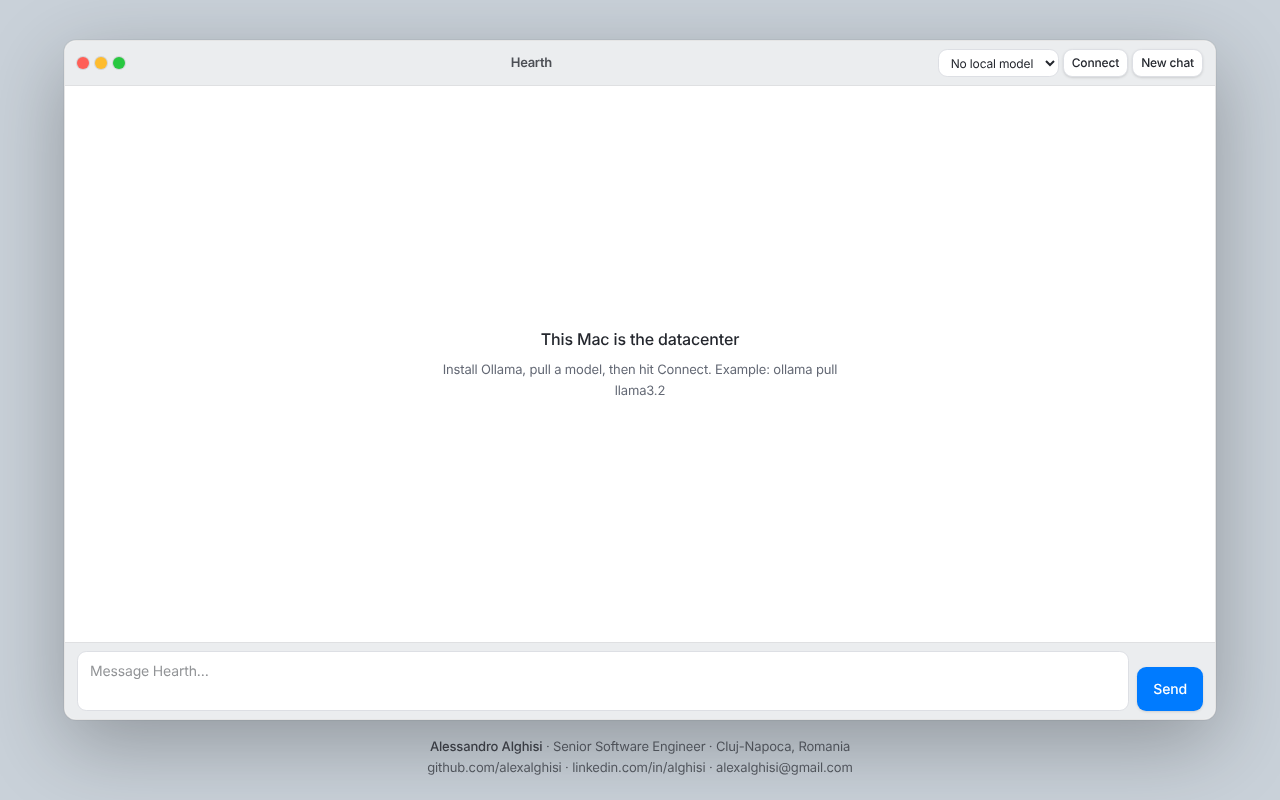 Hearth
No local model
Connect
New chat
This Mac is the datacenter
Install Ollama, pull a model, then hit Connect. Example: ollama pull
llama3.2
Message Hearth...
Send
Alessandro Alghisi · Senior Software Engineer · Cluj-Napoca, Romania
github.com/alexalghisi · linkedin.com/in/alghisi · alexalghisi@gmail.com